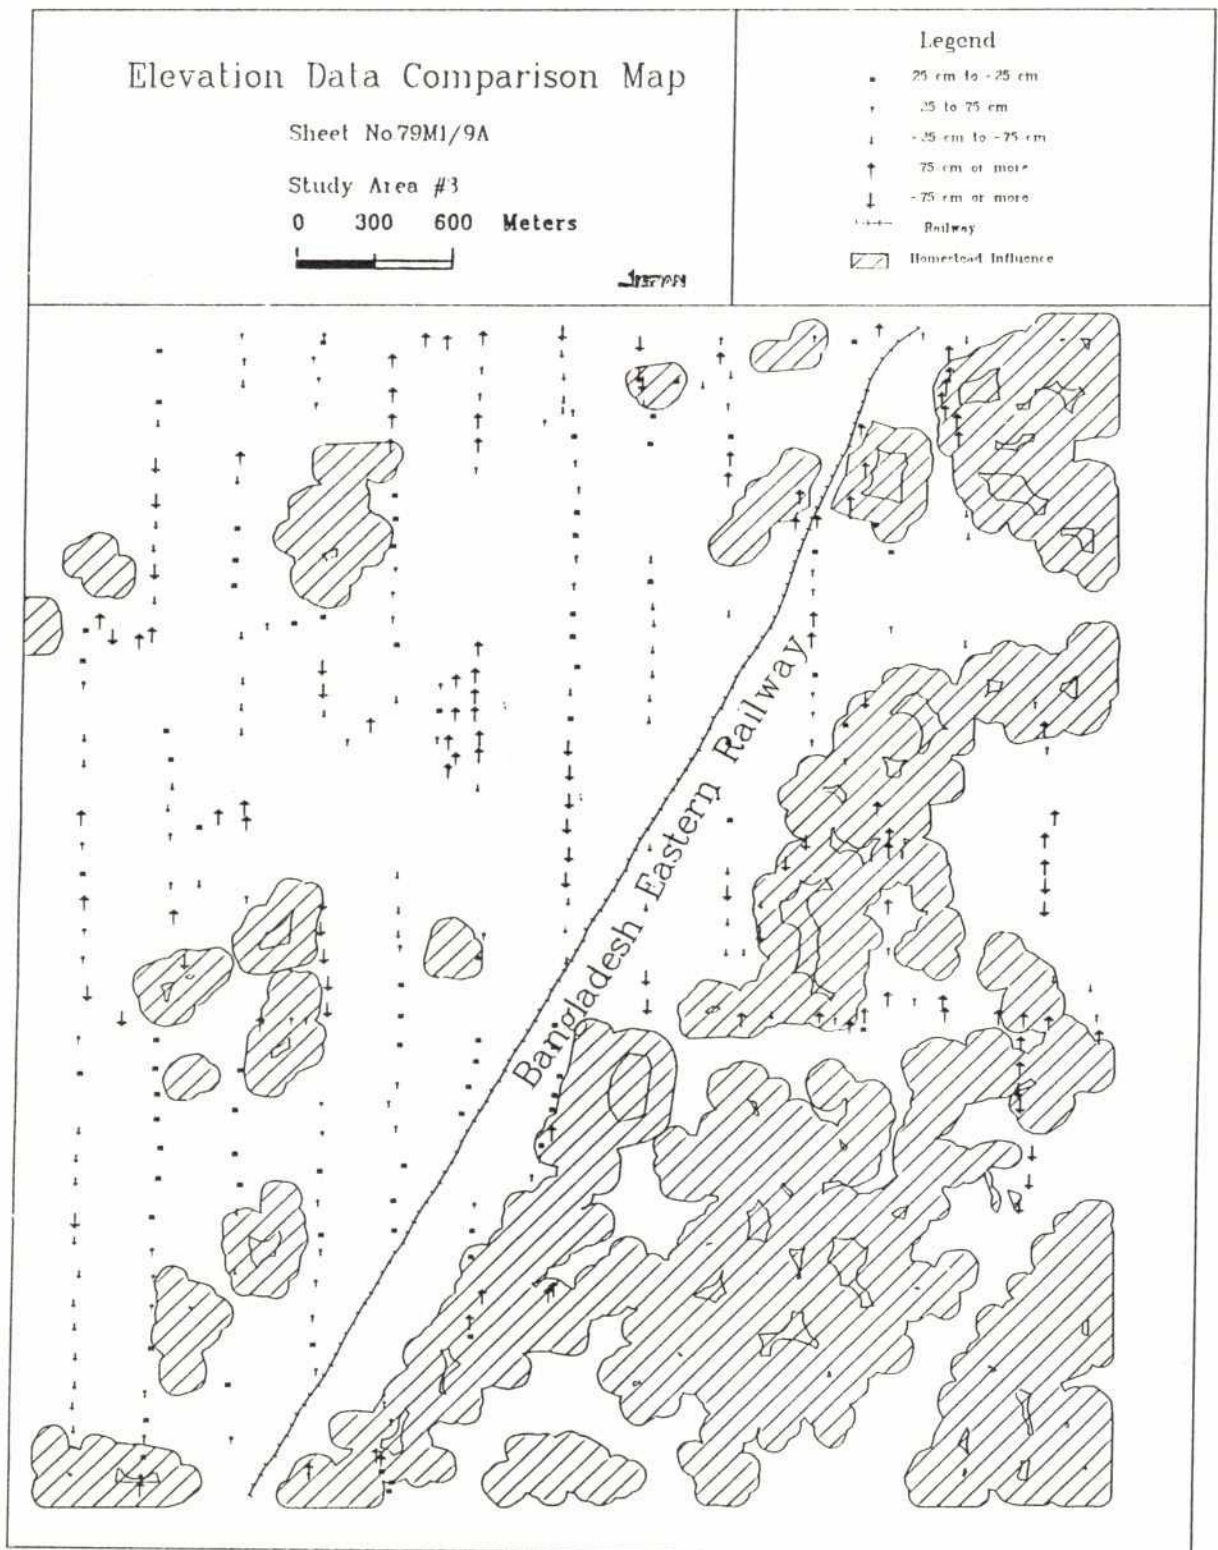 Elevation Data Comparison Map
Sheet No.79M1/9A
Study Area #3
0 300 600 Meters
Legend
25 cm to -25 cm
25 to 75 cm
-25 cm to -75 cm
75 cm or more
-75 cm or more
Railway
Homestead Influence
Bangladesh Eastern Railway